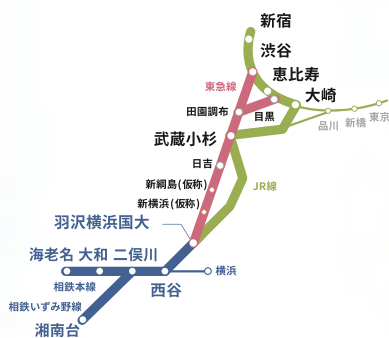 新宿
渋谷
恵比寿
東急線
大崎
田園調布
目黒
品川
新橋
東京
武蔵小杉
日吉
新綱島(仮称)
JR線
新横浜(仮称)
羽沢横浜国大
海老名 大和 二俣川
横浜
相鉄本線
西谷
相鉄いずみ野線
湘南台